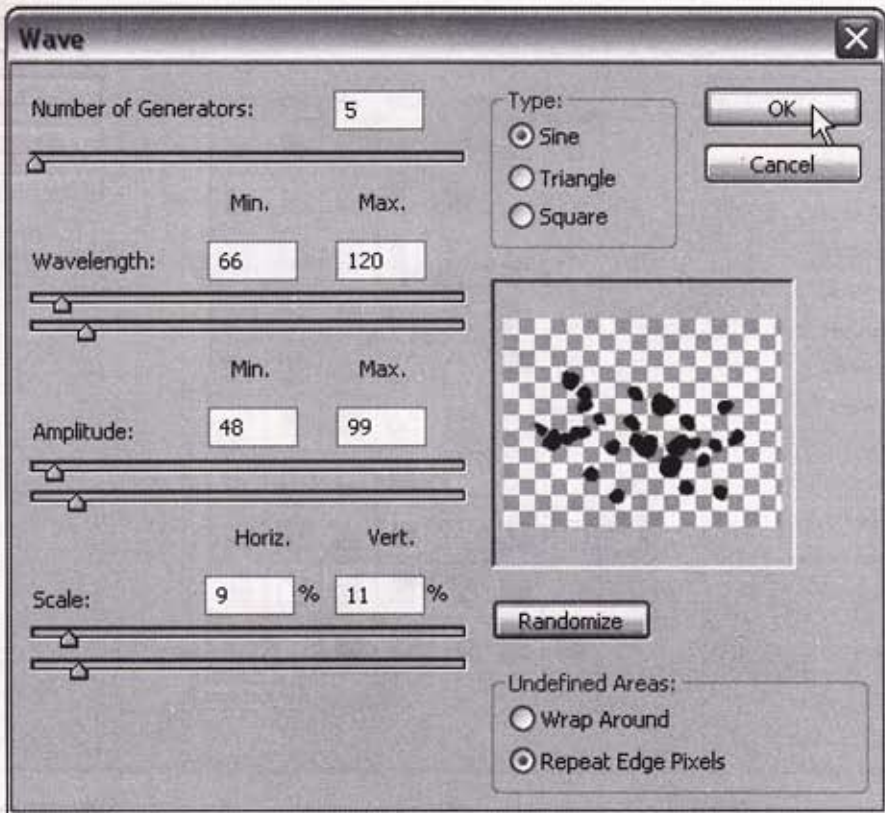 Wave
Number of Generators: 5
Min. Max.
Wavelength: 66 120
Min. Max.
Amplitude: 48 99
Horiz. Vert.
Scale: 9 % 11 %
Type:
Sine
Triangle
Square
OK
Cancel
Randomize
Undefined Areas:
Wrap Around
Repeat Edge Pixels